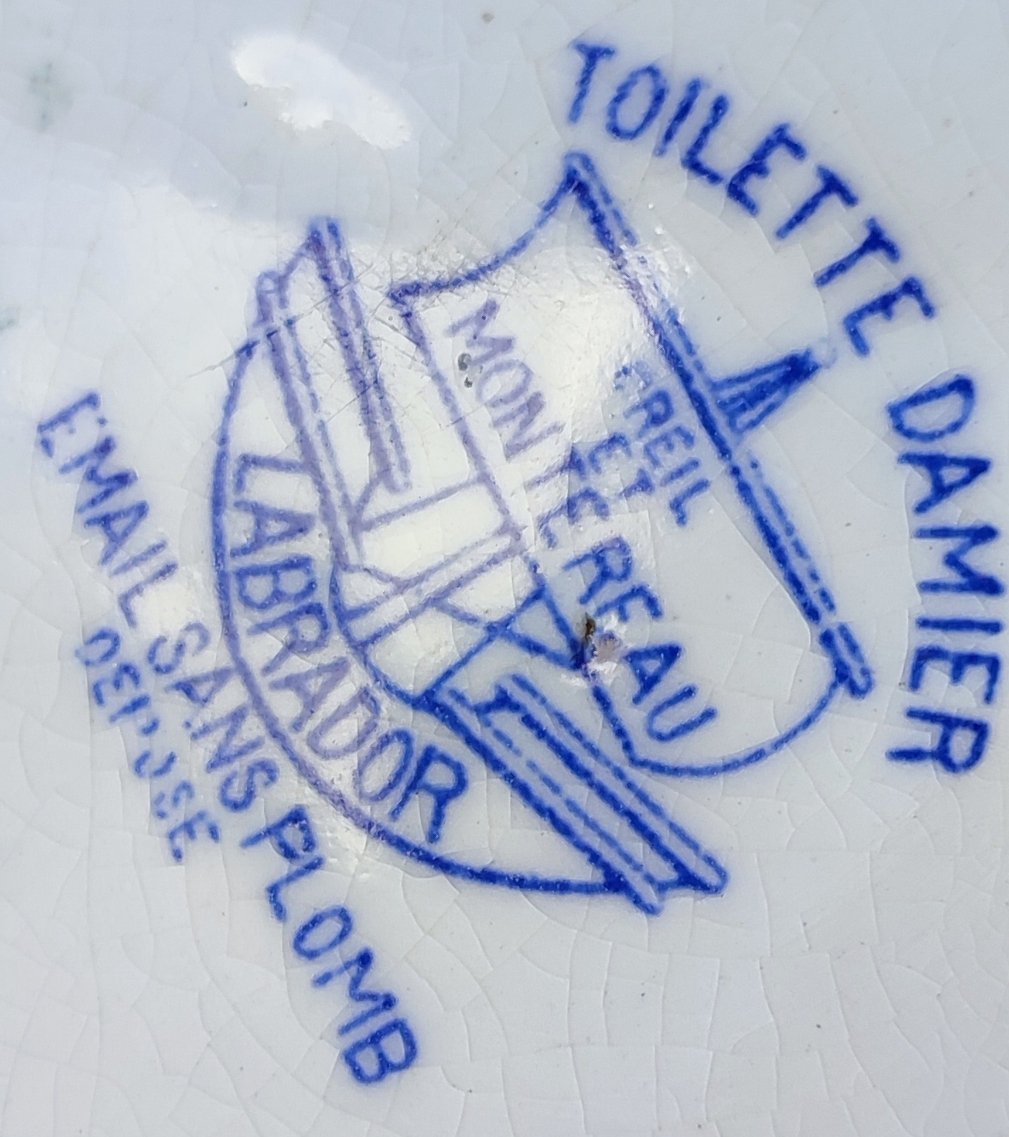 TOILETTE DAMIER
CREIL
ET
MONTEREAU
LABRADOR
EMAIL SANS PLOMB
DEPOSE